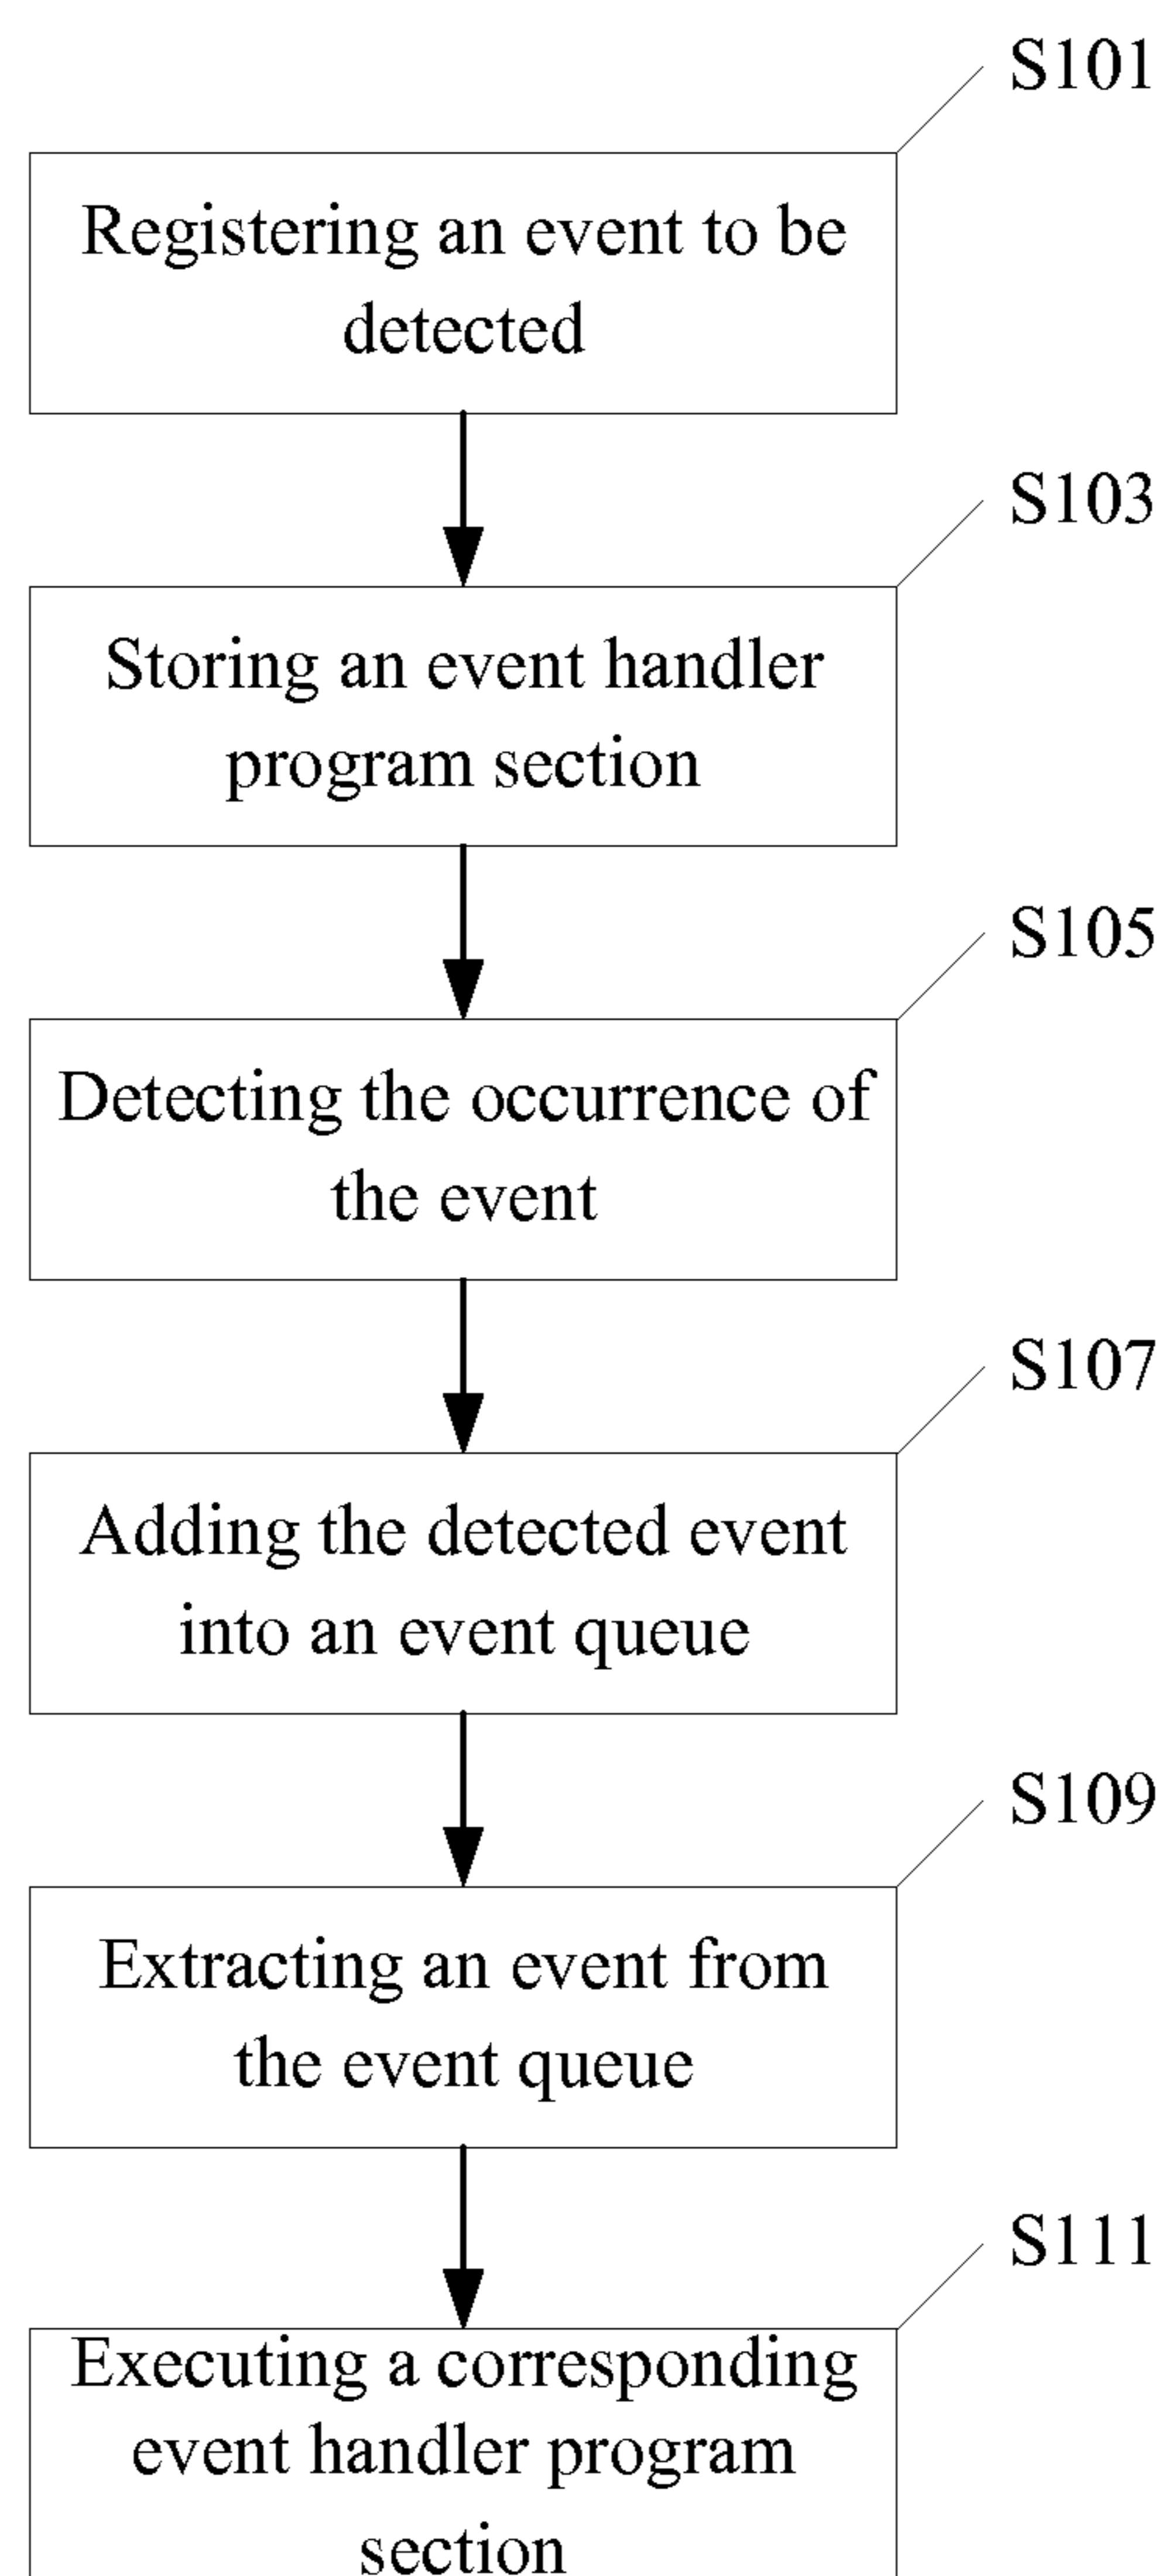 S101
Registering an event to be
detected
S103
Storing an event handler
program section
S105
Detecting the occurrence of
the event
S107
Adding the detected event
into an event queue
S109
Extracting an event from
the event queue
S111
Executing a corresponding
event handler program
section